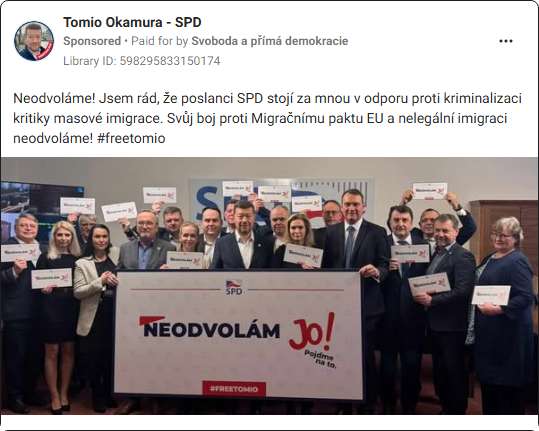 Tomio Okamura - SPD
Sponsored • Paid for by Svoboda a přímá demokracie
Library ID: 598295833150174
Neodvoláme! Jsem rád, že poslanci SPD stojí za mnou v odporu proti kriminalizaci
kritiky masové imigrace. Svůj boj proti Migračnímu paktu EU a nelegální imigraci
neodvoláme! #freetomio
SPD
NEODVOLÁM
SPD
NEODVOLÁM JO!
Pojďme
na to.
#FREETOMIO